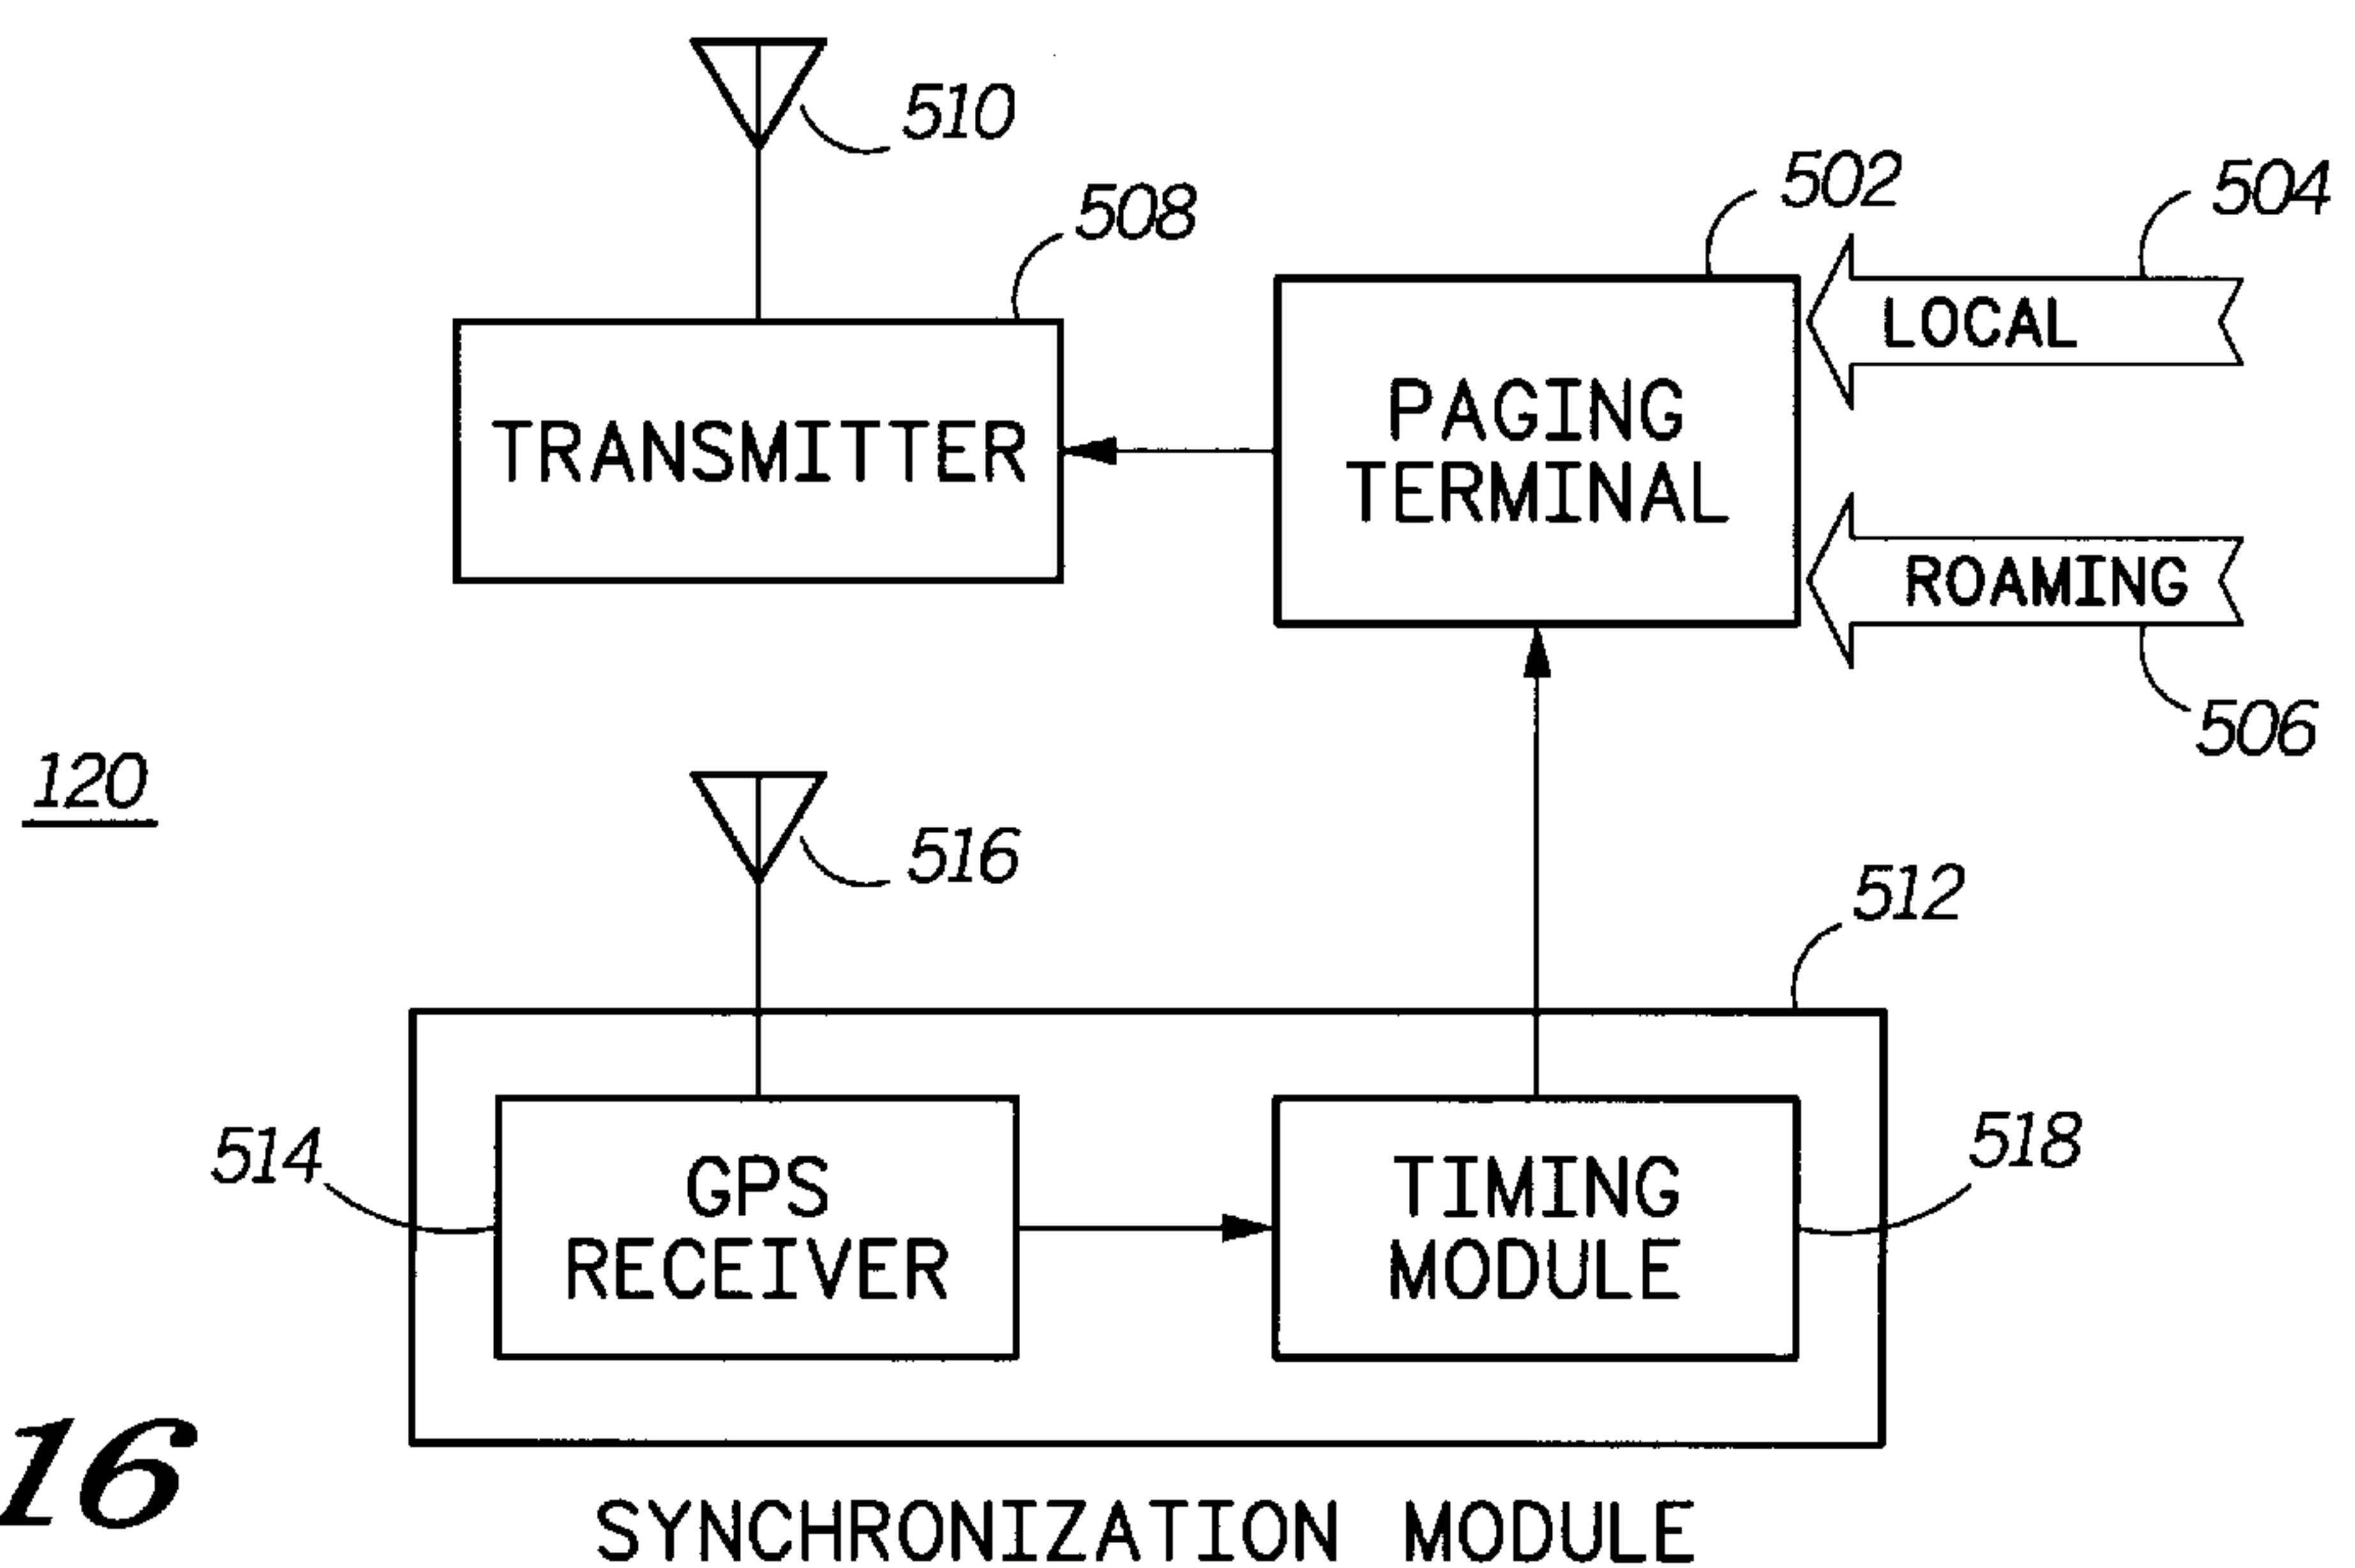 510
508
502
504
LOCAL
TRANSMITTER
PAGING
TERMINAL
ROAMING
506
120
516
512
514
GPS
RECEIVER
TIMING
MODULE
518
16
SYNCHRONIZATION MODULE